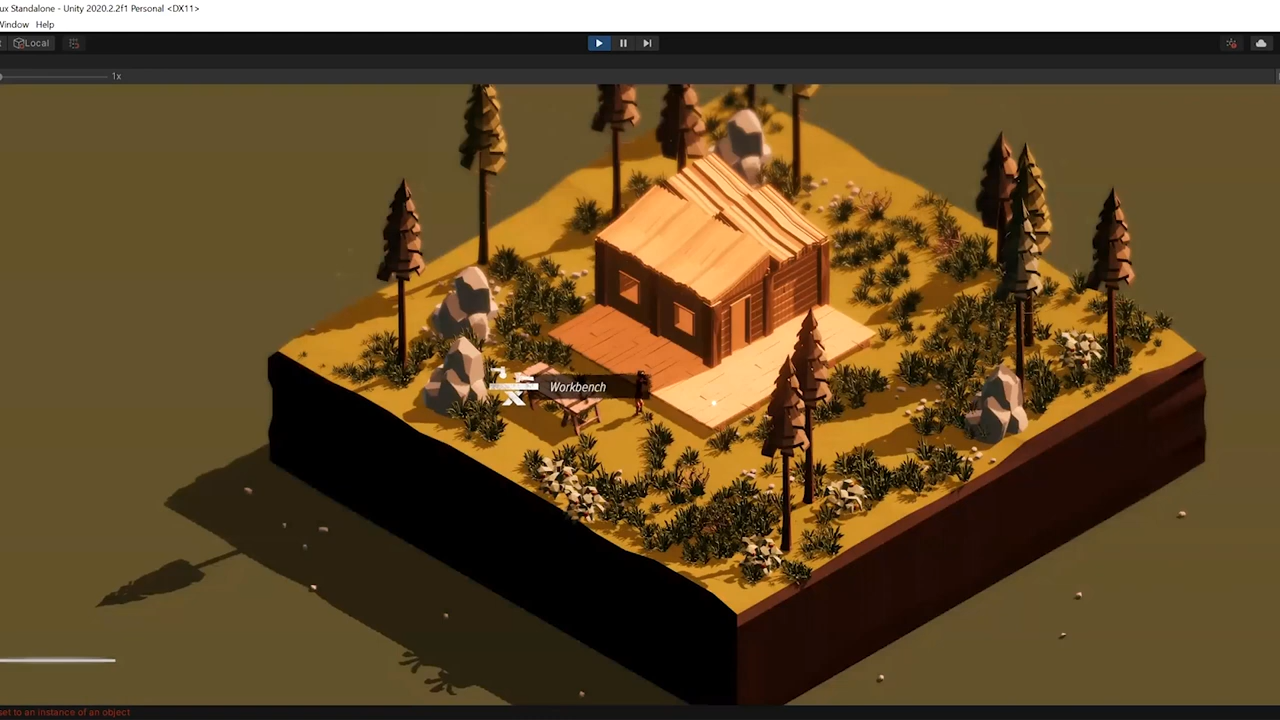 ux Standalone - Unity 2020.2.2f1 Personal <DX11>
Window Help
Local
1x
Workbench
set to an instance of an object